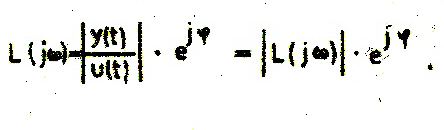 L(jω)=|y(t)/u(t)| · e^{jφ} = |L(jω)| · e^{jφ}.